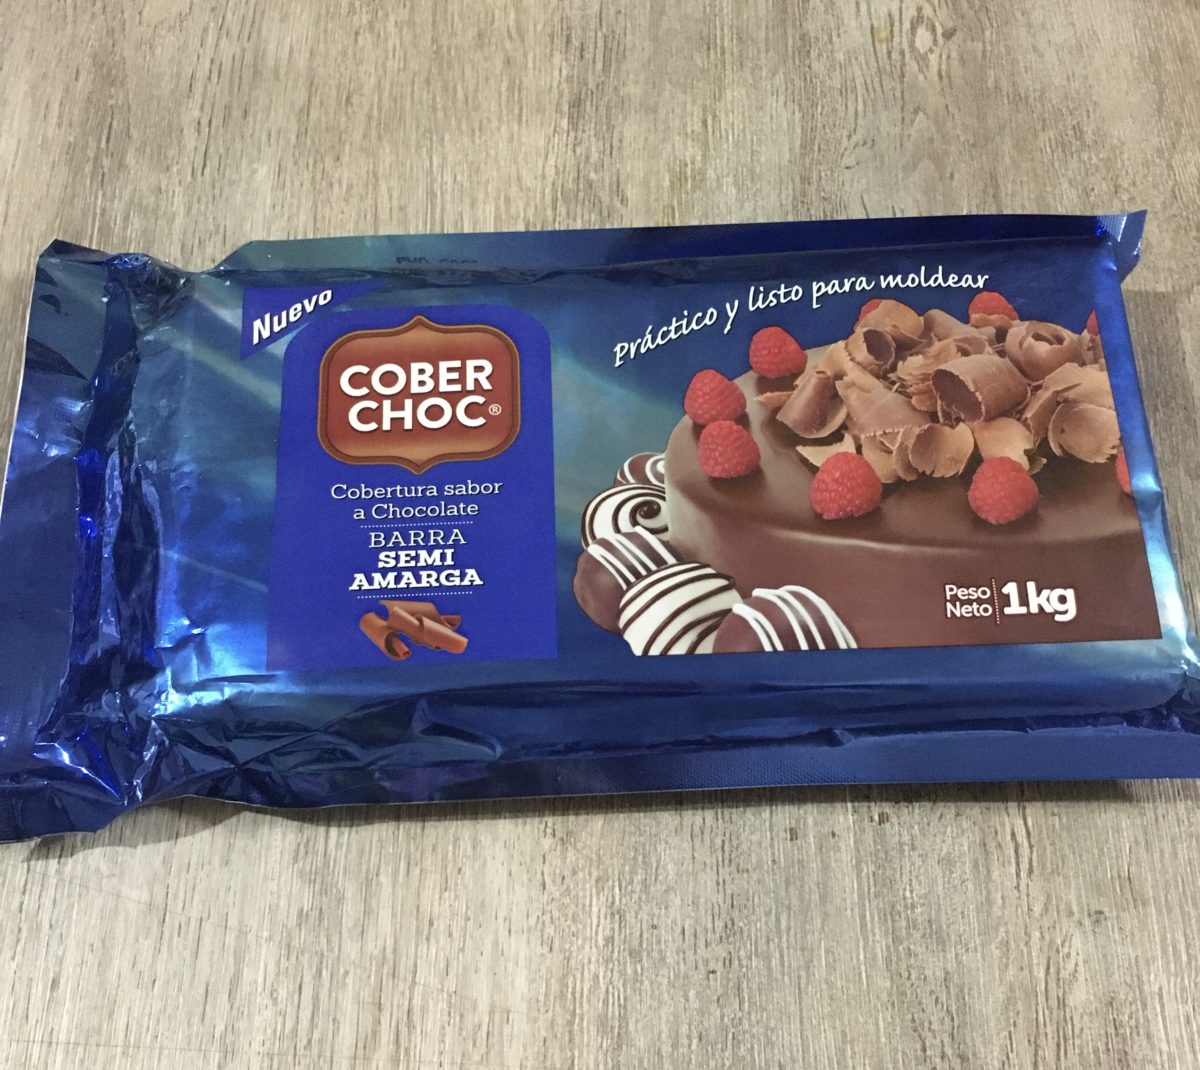 Nuevo
COBER
CHOC®
Cobertura sabor
a Chocolate
BARRA
SEMI
AMARGA
Práctico y listo para moldear
Peso
Neto
1kg